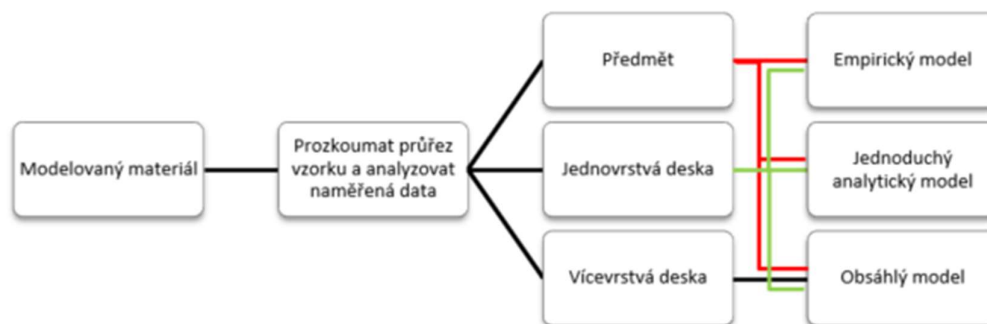 Modelovaný materiál
Prozkoumat průřez
vzorku a analyzovat
naměřená data
Předmět
Jednovrstvá deska
Vícevrstvá deska
Empirický model
Jednoduchý
analytický model
Obsáhlý model